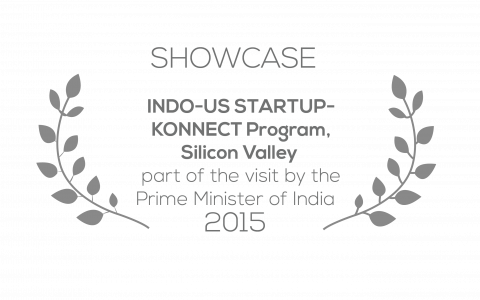 SHOWCASE
INDO-US STARTUP-
KONNECT Program,
Silicon Valley
part of the visit by the
Prime Minister of India
2015